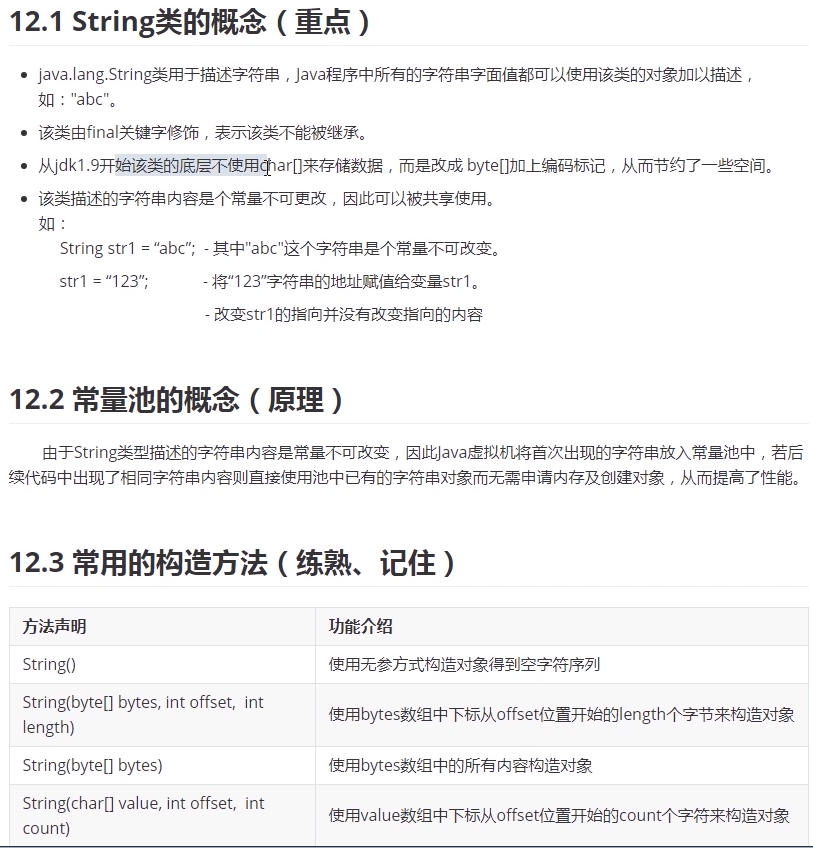 12.1 String类的概念（重点）
java.lang.String类用于描述字符串，Java程序中所有的字符串字面值都可以使用该类的对象加以描述，
如："abc"。
该类由final关键字修饰，表示该类不能被继承。
从jdk1.9开始该类的底层不使用char[]来存储数据，而是改成 byte[]加上编码标记，从而节约了一些空间。
该类描述的字符串内容是个常量不可更改，因此可以被共享使用。
如：
String str1 = “abc”; - 其中"abc"这个字符串是个常量不可改变。
str1 = “123”; - 将“123”字符串的地址赋值给变量str1。
- 改变str1的指向并没有改变指向的内容
12.2 常量池的概念（原理）
由于String类型描述的字符串内容是常量不可改变，因此Java虚拟机将首次出现的字符串放入常量池中，若后
续代码中出现了相同字符串内容则直接使用池中已有的字符串对象而无需申请内存及创建对象，从而提高了性能。
12.3 常用的构造方法（练熟、记住）
方法声明 功能介绍
String() 使用无参方式构造对象得到空字符序列
String(byte[] bytes, int offset, int
length)
使用bytes数组中下标从offset位置开始的length个字节来构造对象
String(byte[] bytes) 使用bytes数组中的所有内容构造对象
String(char[] value, int offset, int
count)
使用value数组中下标从offset位置开始的count个字符来构造对象